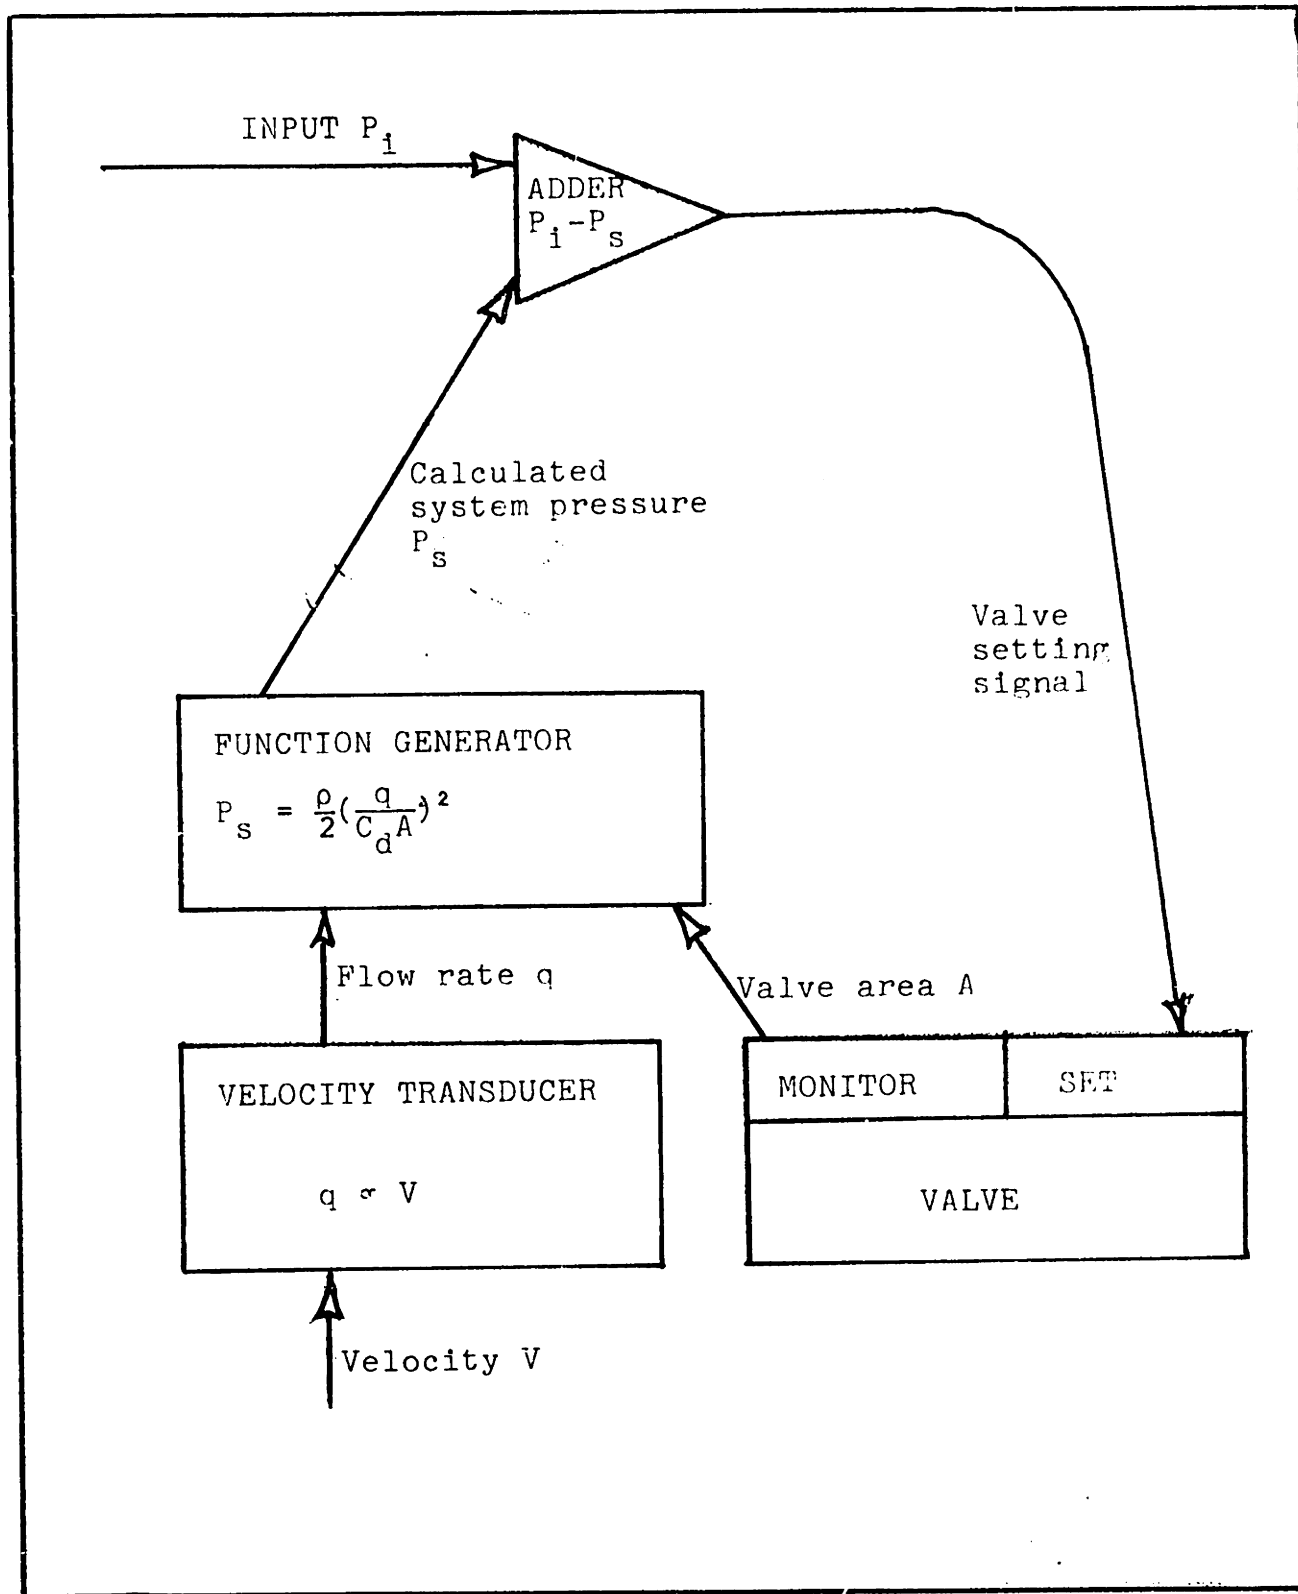 INPUT P_i
ADDER
P_i-P_s
Calculated
system pressure
P_s
Valve
setting
signal
FUNCTION GENERATOR
P_s = ρ/2(q/C_dA)²
Flow rate q
Valve area A
VELOCITY TRANSDUCER
q ∝ V
MONITOR
SET
VALVE
Velocity V